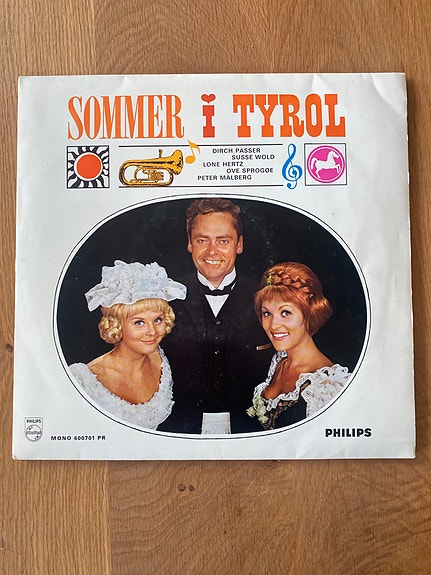 SOMMER i TYROL
DIRCH PASSER
SUSSE WOLD
LONE HERTZ
OVE SPROGØE
PETER MALBERG
PHILIPS
MONO 600701 PR
PHILIPS